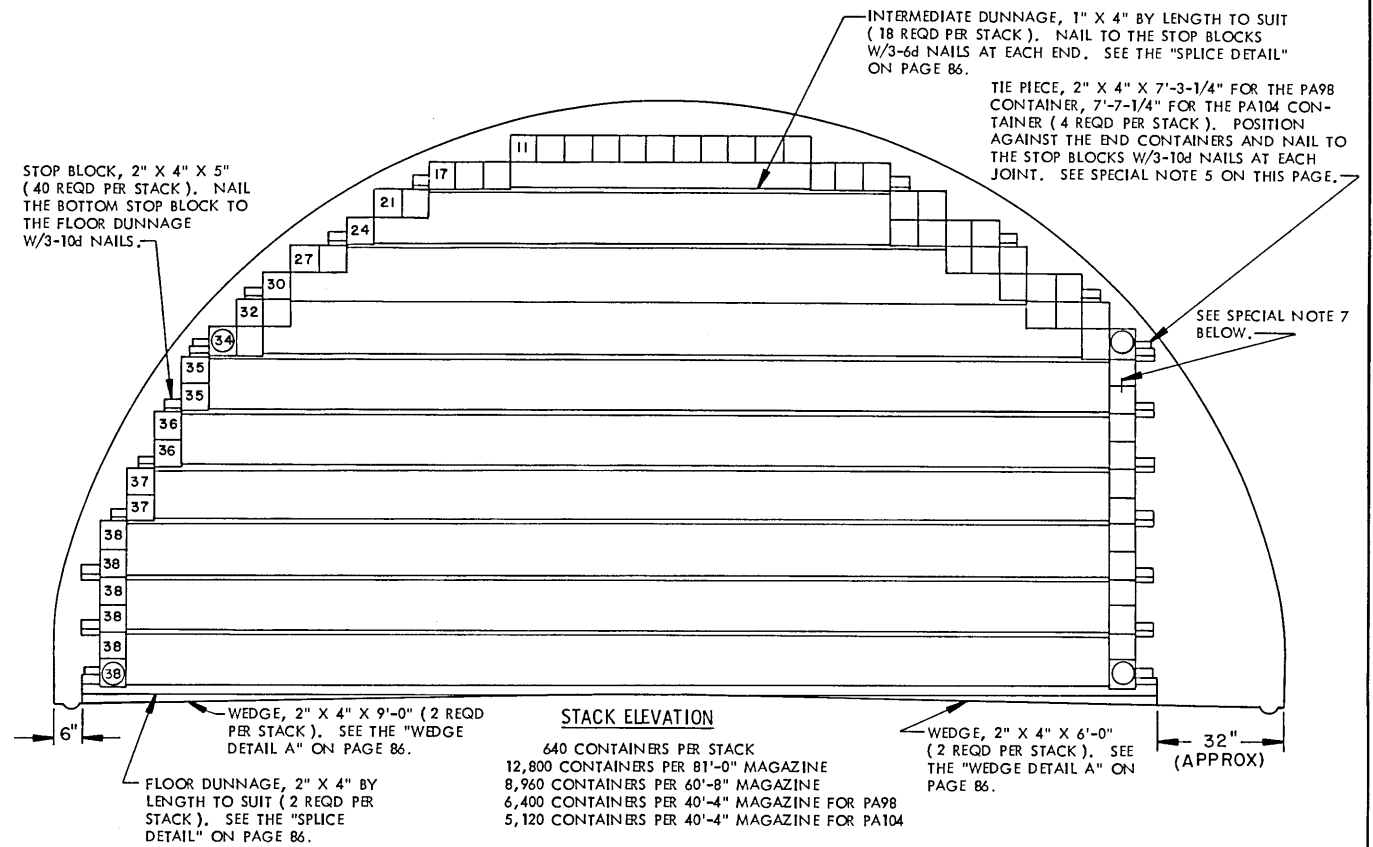 INTERMEDIATE DUNNAGE, 1" X 4" BY LENGTH TO SUIT
(18 REQD PER STACK). NAIL TO THE STOP BLOCKS
W/3-6d NAILS AT EACH END. SEE THE "SPLICE DETAIL"
ON PAGE 86.
TIE PIECE, 2" X 4" X 7'-3-1/4" FOR THE PA98
CONTAINER, 7'-7-1/4" FOR THE PA104 CON-
TAINER (4 REQD PER STACK). POSITION
AGAINST THE END CONTAINERS AND NAIL TO
THE STOP BLOCKS W/3-10d NAILS AT EACH
JOINT. SEE SPECIAL NOTE 5 ON THIS PAGE.
STOP BLOCK, 2" X 4" X 5"
(40 REQD PER STACK). NAIL
THE BOTTOM STOP BLOCK TO
THE FLOOR DUNNAGE
W/3-10d NAILS.
SEE SPECIAL NOTE 7
BELOW.
11
17
21
24
27
30
32
34
35
35
36
36
37
37
38
38
38
38
38
38
6"
WEDGE, 2" X 4" X 9'-0" (2 REQD
PER STACK). SEE THE "WEDGE
DETAIL A" ON PAGE 86.
FLOOR DUNNAGE, 2" X 4" BY
LENGTH TO SUIT (2 REQD PER
STACK). SEE THE "SPLICE
DETAIL" ON PAGE 86.
STACK ELEVATION
640 CONTAINERS PER STACK
12,800 CONTAINERS PER 81'-0" MAGAZINE
8,960 CONTAINERS PER 60'-8" MAGAZINE
6,400 CONTAINERS PER 40'-4" MAGAZINE FOR PA98
5,120 CONTAINERS PER 40'-4" MAGAZINE FOR PA104
WEDGE, 2" X 4" X 6'-0"
(2 REQD PER STACK). SEE
THE "WEDGE DETAIL A" ON
PAGE 86.
32"
(APPROX)